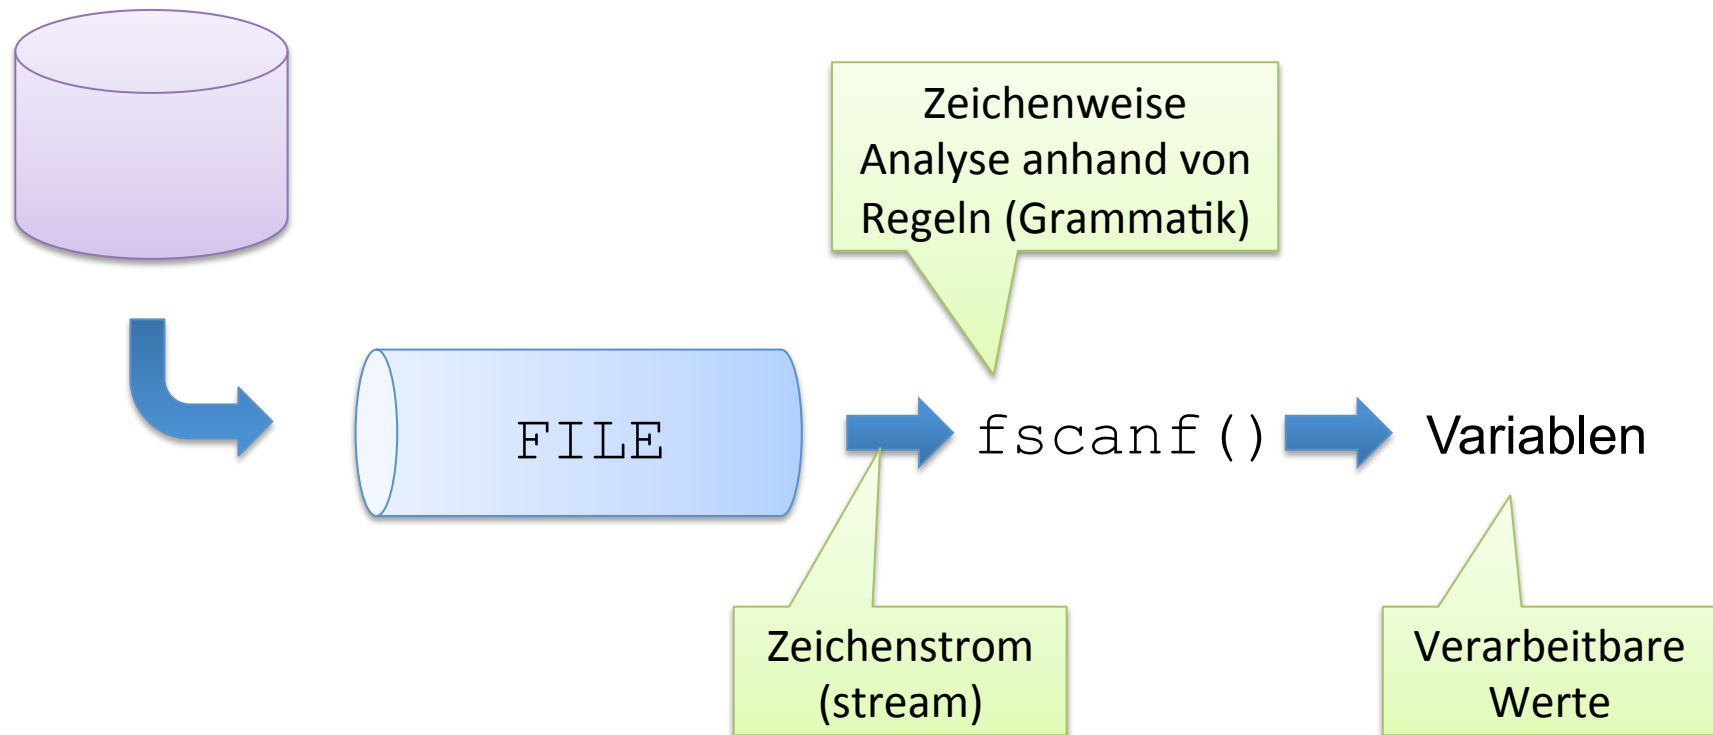 Zeichenweise
Analyse anhand von
Regeln (Grammatik)
FILE
fscanf()
Variablen
Zeichenstrom
(stream)
Verarbeitbare
Werte